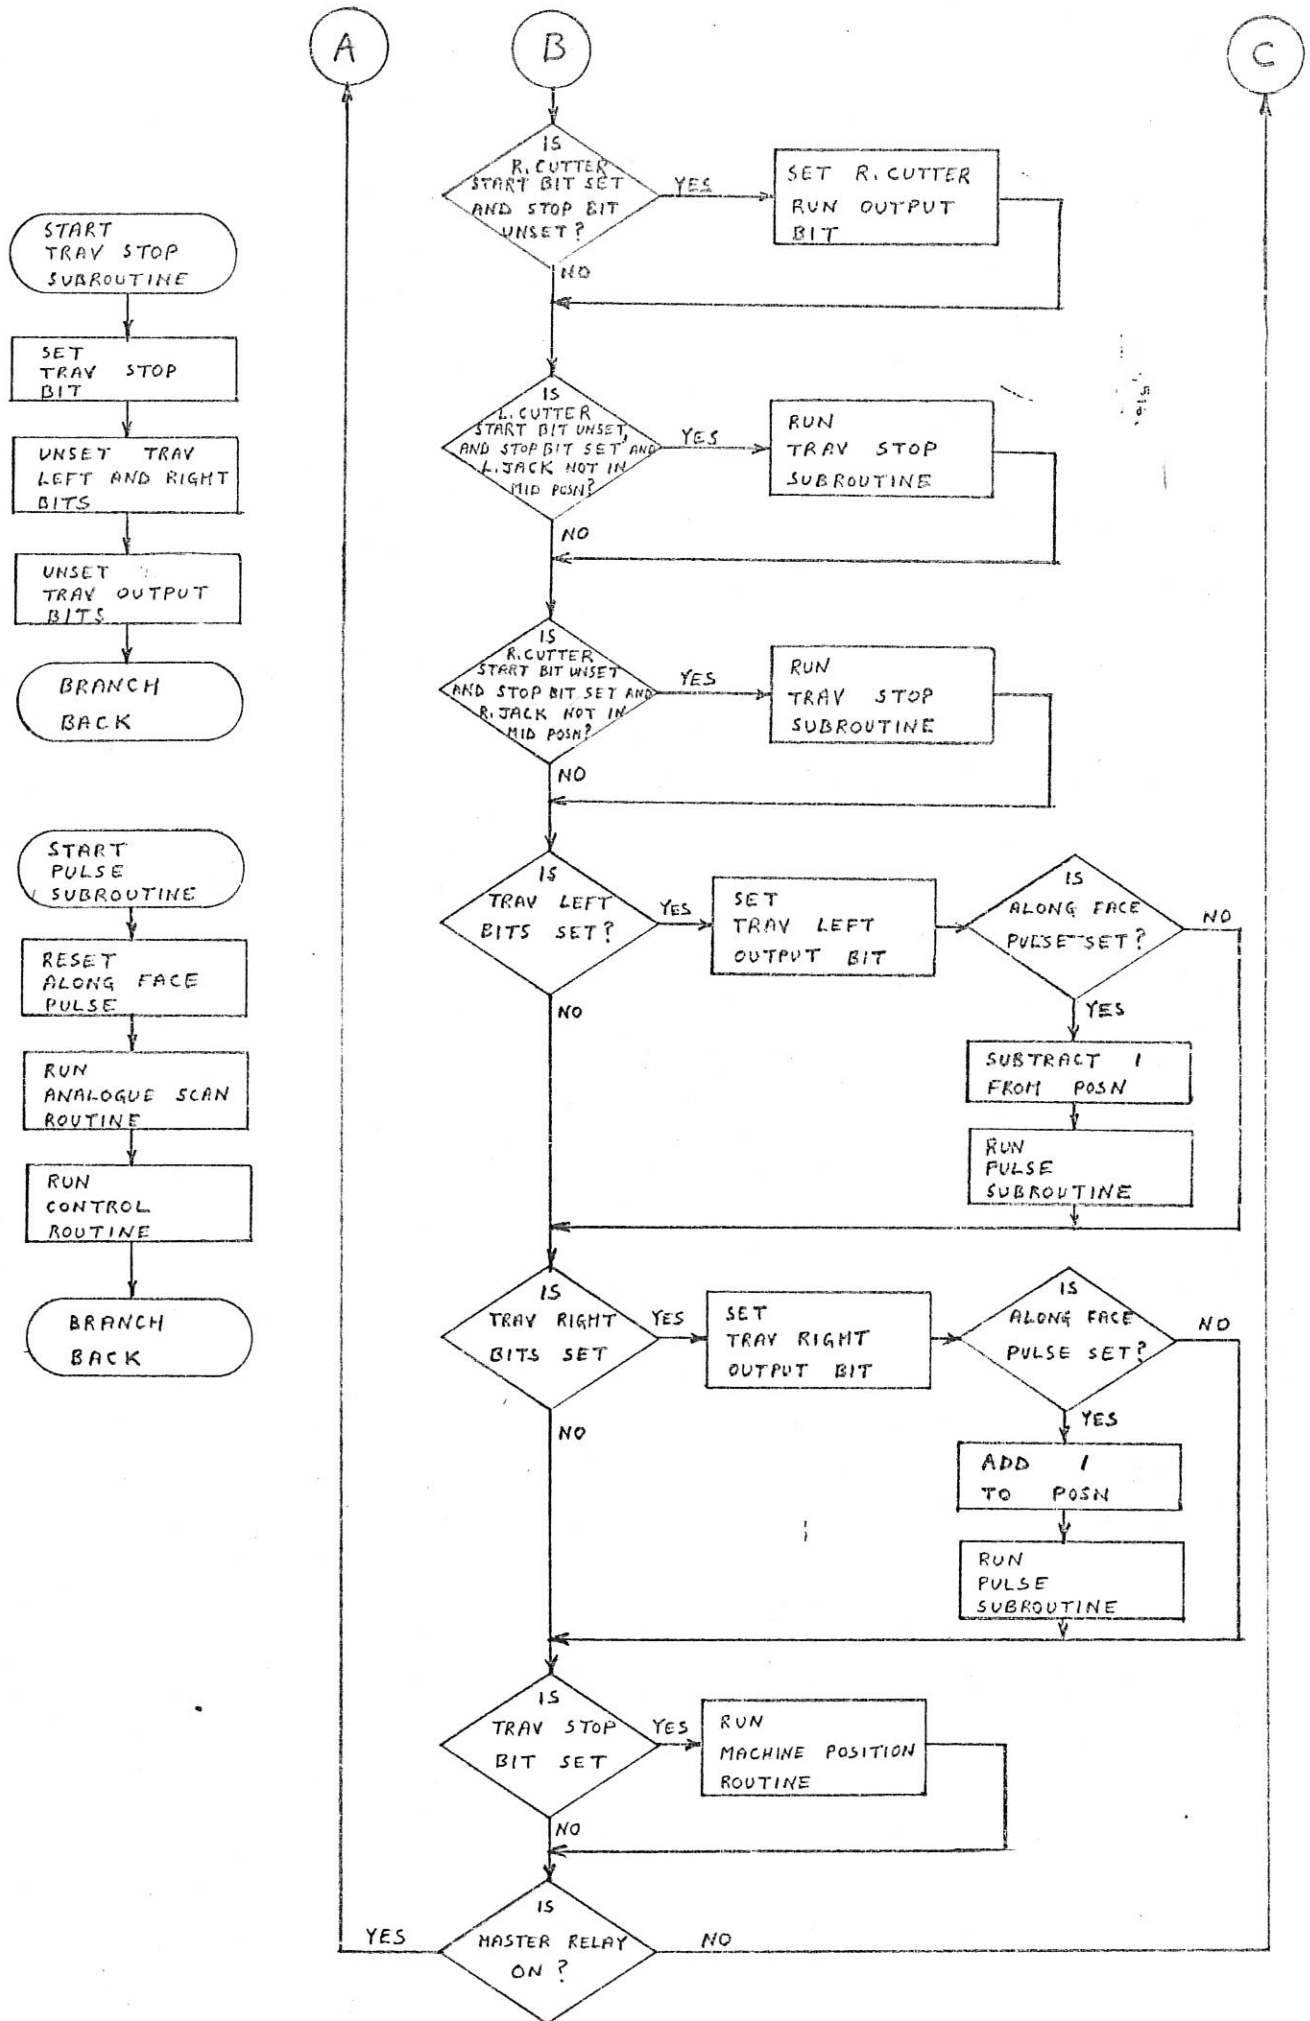 A
B
C
START
TRAV STOP
SUBROUTINE
SET
TRAV STOP
BIT
UNSET TRAV
LEFT AND RIGHT
BITS
UNSET
TRAV OUTPUT
BITS
BRANCH
BACK
START
PULSE
SUBROUTINE
RESET
ALONG FACE
PULSE
RUN
ANALOGUE SCAN
ROUTINE
RUN
CONTROL
ROUTINE
BRANCH
BACK
IS
R.CUTTER
START BIT SET
AND STOP BIT
UNSET?
YES
SET R.CUTTER
RUN OUTPUT
BIT
NO
IS
L.CUTTER
START BIT UNSET,
AND STOP BIT SET AND
L.JACK NOT IN
MID POSN?
YES
RUN
TRAV STOP
SUBROUTINE
NO
IS
R.CUTTER
START BIT UNSET
AND STOP BIT SET AND
R.JACK NOT IN
MID POSN?
YES
RUN
TRAV STOP
SUBROUTINE
NO
IS
TRAV LEFT
BITS SET?
YES
SET
TRAV LEFT
OUTPUT BIT
IS
ALONG FACE
PULSE SET?
NO
YES
SUBTRACT 1
FROM POSN
RUN
PULSE
SUBROUTINE
NO
IS
TRAV RIGHT
BITS SET
YES
SET
TRAV RIGHT
OUTPUT BIT
IS
ALONG FACE
PULSE SET?
NO
YES
ADD 1
TO POSN
RUN
PULSE
SUBROUTINE
NO
IS
TRAV STOP
BIT SET
YES
RUN
MACHINE POSITION
ROUTINE
NO
IS
MASTER RELAY
ON?
YES
NO